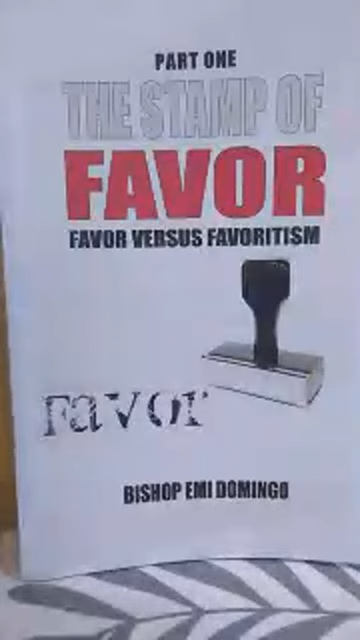 PART ONE
THE STAMP OF
FAVOR
FAVOR VERSUS FAVORITISM
Favor
BISHOP EMI DOMINGO